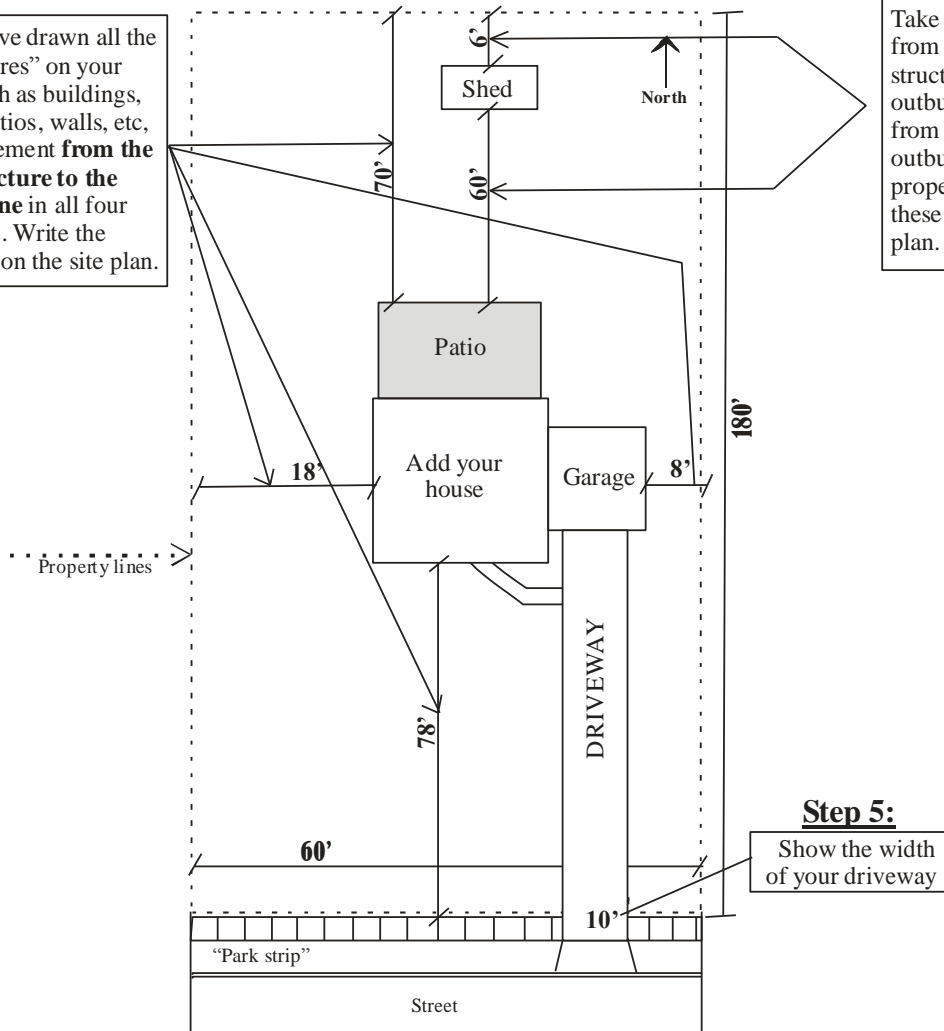 ve drawn all the
res” on your
h as buildings,
tios, walls, etc,
ement from the
cture to the
ne in all four
. Write the
on the site plan.
6’
Shed
North
Take
from
struct
outbu
from
outbu
prope
these
plan.
70’
60’
Patio
180’
18’
Add your
house
Garage
8’
Property lines
DRIVEWAY
78’
Step 5:
Show the width
of your driveway
60’
10’
“Park strip”
Street